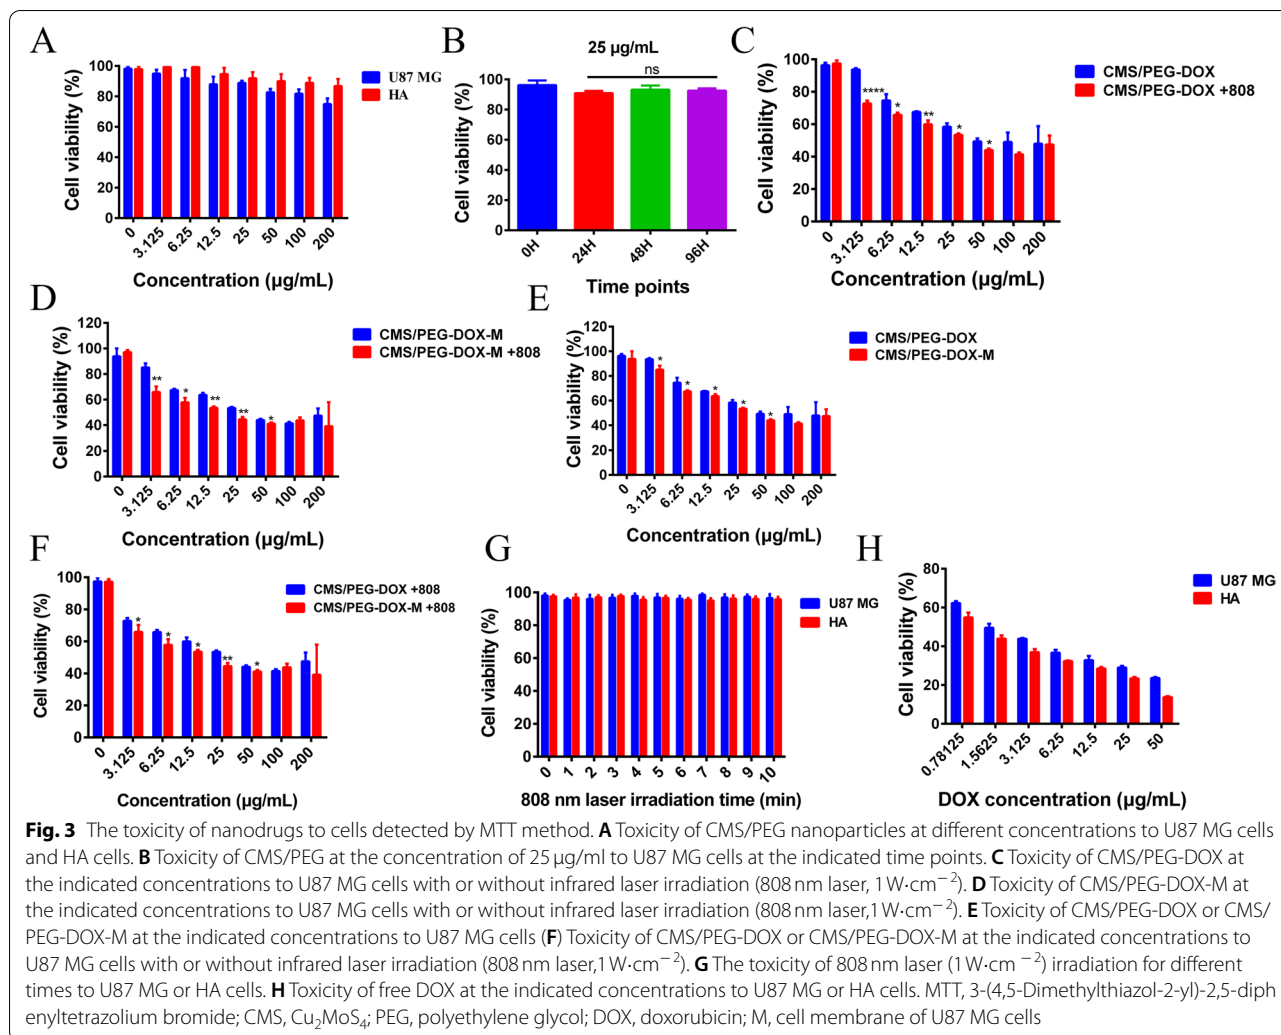 A
Cell viability (%)
100
80
60
40
20
0
0 3.125 6.25 12.5 25 50 100 200
Concentration (μg/mL)
U87 MG
HA
B
25 μg/mL
ns
Cell viability (%)
100
80
60
40
20
0
0H 24H 48H 96H
Time points
C
Cell viability (%)
100
80
60
40
20
0
**** * ** * *
0 3.125 6.25 12.5 25 50 100 200
Concentration (μg/mL)
CMS/PEG-DOX
CMS/PEG-DOX +808
D
Cell viability (%)
120
100
80
60
40
20
0
** * ** ** *
0 3.125 6.25 12.5 25 50 100 200
Concentration (μg/mL)
CMS/PEG-DOX-M
CMS/PEG-DOX-M +808
E
Cell viability (%)
120
100
80
60
40
20
0
* * * * *
0 3.125 6.25 12.5 25 50 100 200
Concentration (μg/mL)
CMS/PEG-DOX
CMS/PEG-DOX-M
F
Cell viability (%)
100
80
60
40
20
0
* * * ** *
0 3.125 6.25 12.5 25 50 100 200
Concentration (μg/mL)
CMS/PEG-DOX +808
CMS/PEG-DOX-M +808
G
Cell viability (%)
100
80
60
40
20
0
0 1 2 3 4 5 6 7 8 9 10
808 nm laser irradiation time (min)
U87 MG
HA
H
Cell viability (%)
80
60
40
20
0
0.78125 1.5625 3.125 6.25 12.5 25 50
DOX concentration (μg/mL)
U87 MG
HA
Fig. 3 The toxicity of nanodrugs to cells detected by MTT method. A Toxicity of CMS/PEG nanoparticles at different concentrations to U87 MG cells
and HA cells. B Toxicity of CMS/PEG at the concentration of 25 μg/ml to U87 MG cells at the indicated time points. C Toxicity of CMS/PEG-DOX at
the indicated concentrations to U87 MG cells with or without infrared laser irradiation (808 nm laser, 1 W·cm−2). D Toxicity of CMS/PEG-DOX-M at
the indicated concentrations to U87 MG cells with or without infrared laser irradiation (808 nm laser,1 W·cm−2). E Toxicity of CMS/PEG-DOX or CMS/
PEG-DOX-M at the indicated concentrations to U87 MG cells (F) Toxicity of CMS/PEG-DOX or CMS/PEG-DOX-M at the indicated concentrations to
U87 MG cells with or without infrared laser irradiation (808 nm laser,1 W·cm−2). G The toxicity of 808 nm laser (1 W·cm −2) irradiation for different
times to U87 MG or HA cells. H Toxicity of free DOX at the indicated concentrations to U87 MG or HA cells. MTT, 3-(4,5-Dimethylthiazol-2-yl)-2,5-diph
enyltetrazolium bromide; CMS, Cu2MoS4; PEG, polyethylene glycol; DOX, doxorubicin; M, cell membrane of U87 MG cells